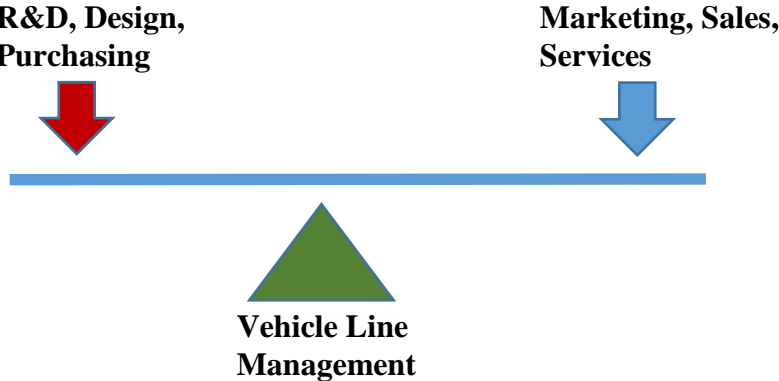 R&D, Design,
Purchasing
Marketing, Sales,
Services
Vehicle Line
Management